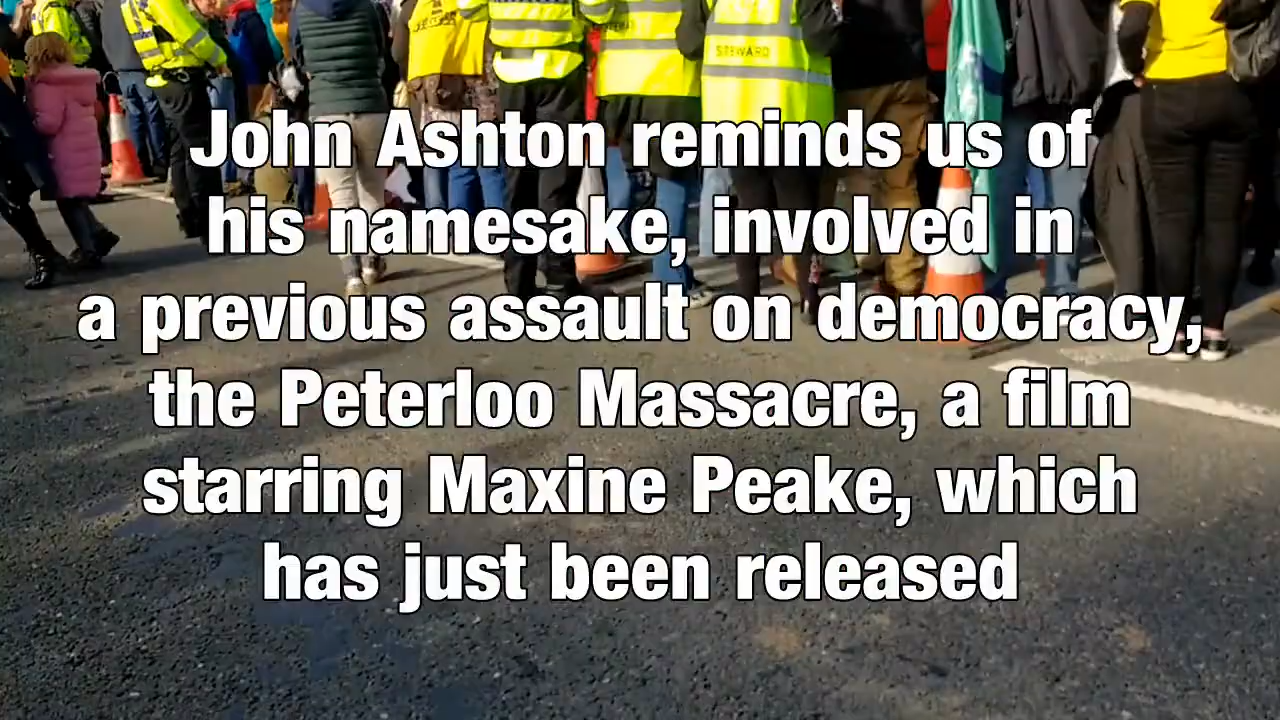 STEWARD
John Ashton reminds us of
his namesake, involved in
a previous assault on democracy,
the Peterloo Massacre, a film
starring Maxine Peake, which
has just been released